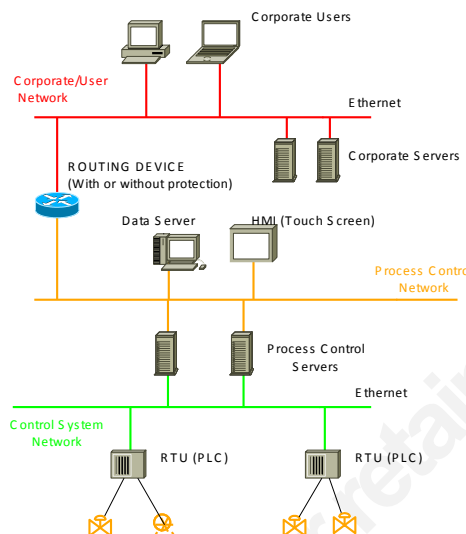 Corporate Users
Corporate/User
Network
Ethernet
Corporate Servers
ROUTING DEVICE
(With or without protection)
Data Server
HMI (Touch Screen)
Process Contro
Network
Process Control
Servers
Ethernet
Control System
Network
RTU (PLC)
RTU (PLC)